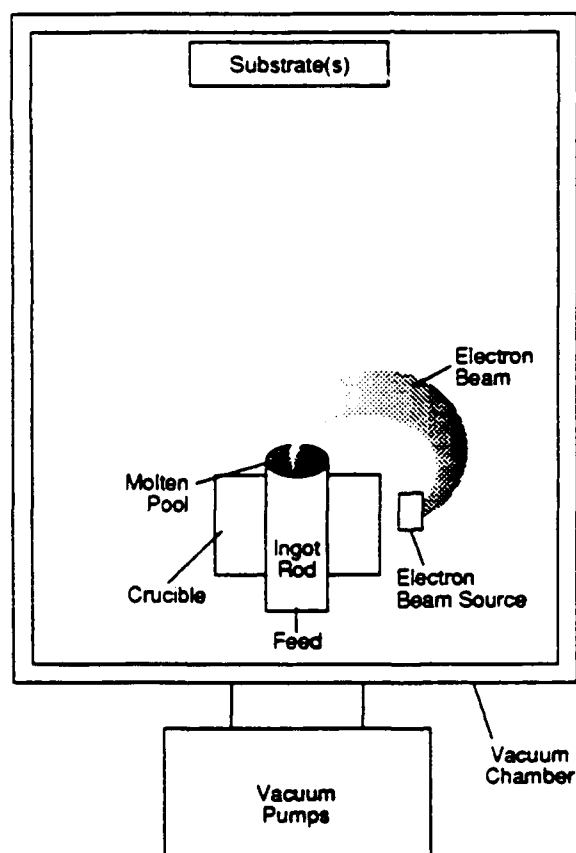 Substrate(s)
Electron
Beam
Molten
Pool
Ingot
Rod
Crucible
Electron
Beam Source
Feed
Vacuum
Chamber
Vacuum
Pumps